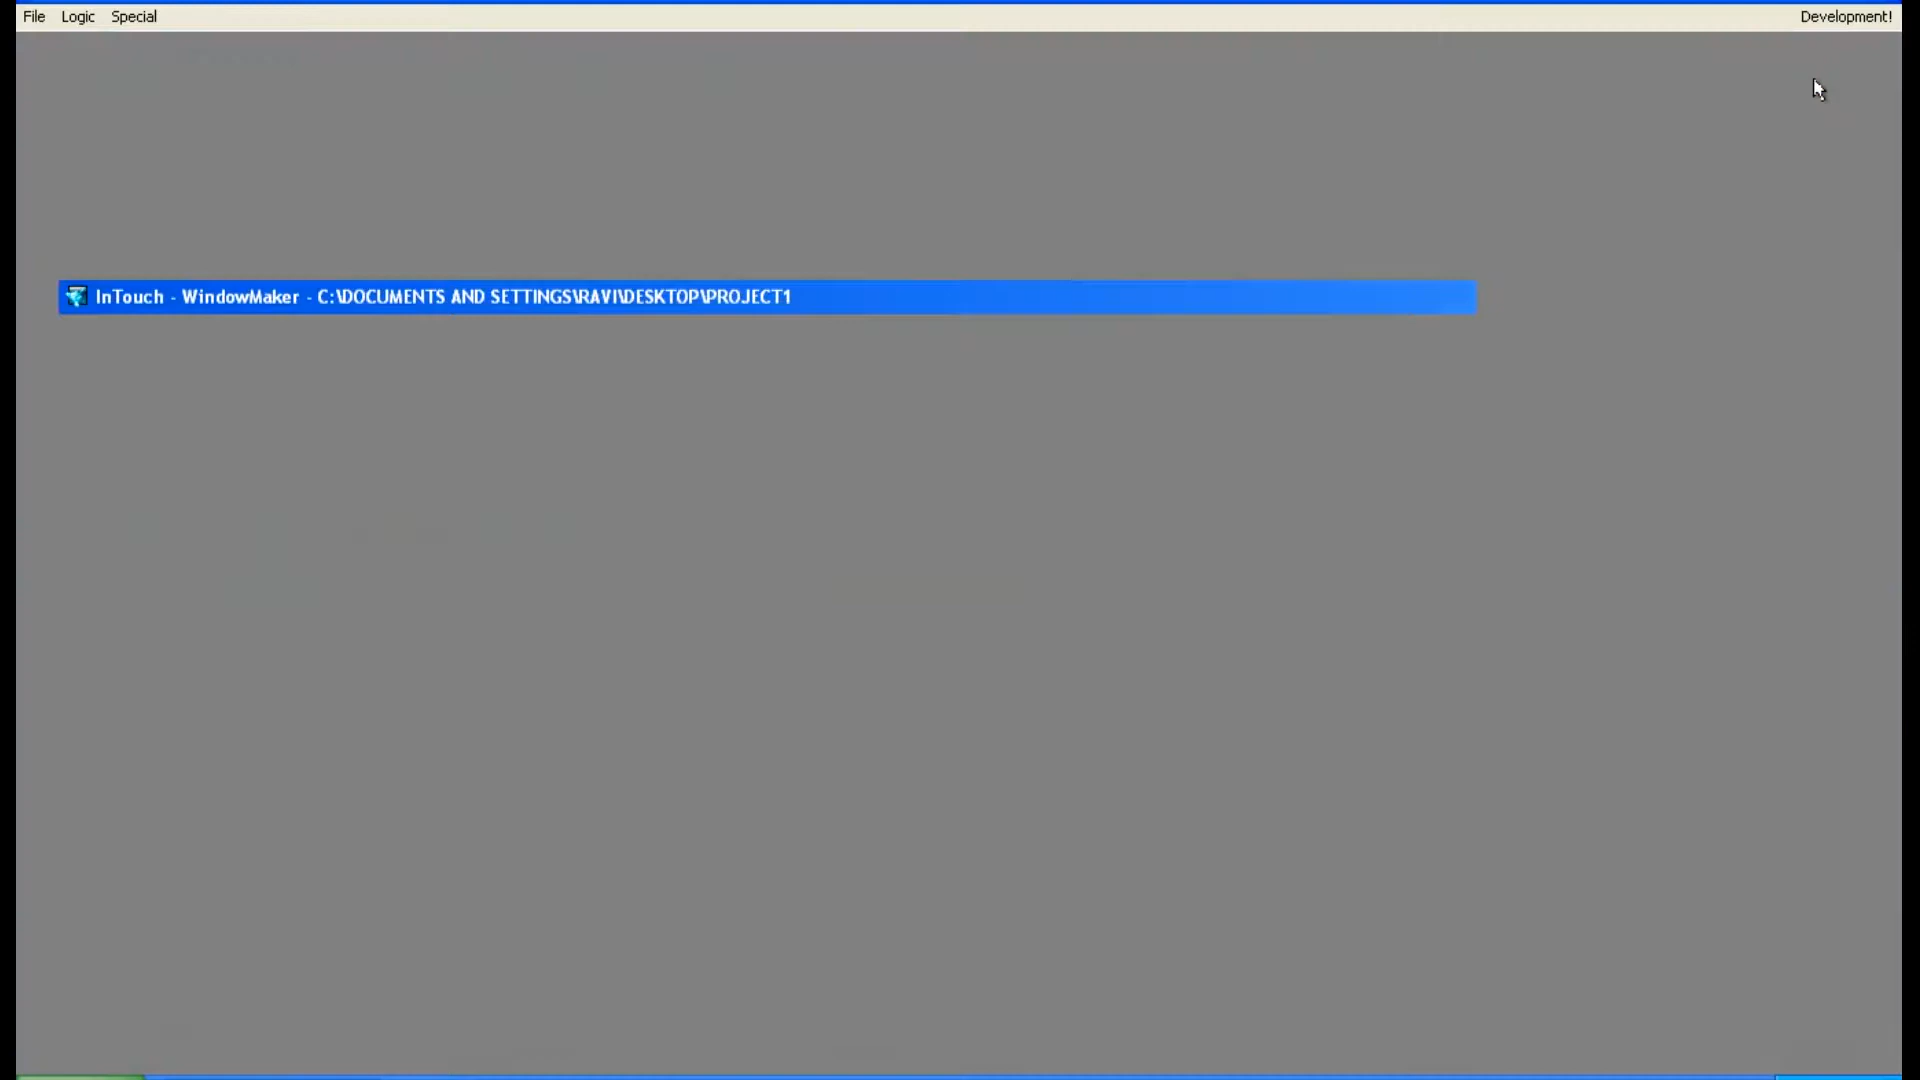 File Logic Special Development!
InTouch - WindowMaker - C:\DOCUMENTS AND SETTINGS\RAVI\DESKTOP\PROJECT1